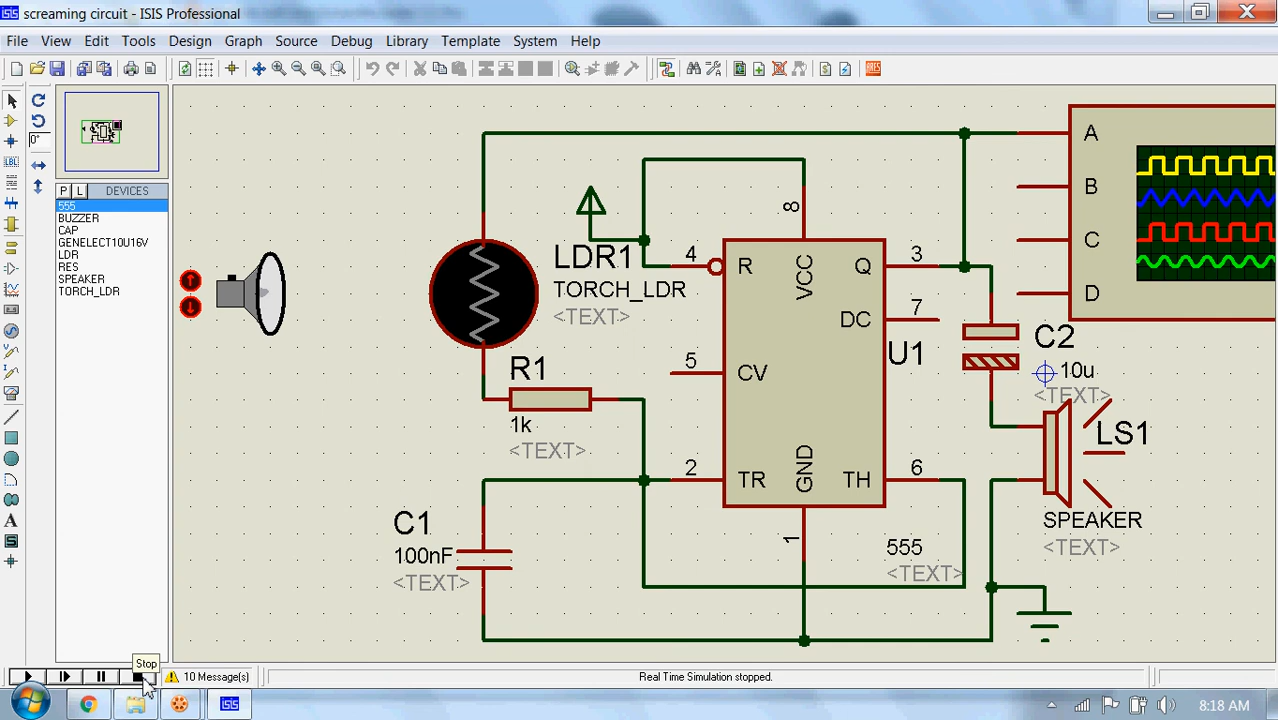 screaming circuit - ISIS Professional
File View Edit Tools Design Graph Source Debug Library Template System Help
ARES
LBL
0°
P L DEVICES
555
BUZZER
CAP
GENELECT10U16V
LDR
RES
SPEAKER
TORCH_LDR
A
B
C
D
LDR1
TORCH_LDR
<TEXT>
R1
1k
<TEXT>
C1
100nF
<TEXT>
8
4 R VCC Q 3
DC 7
5 CV
U1
2 TR GND TH 6
1
555
<TEXT>
C2
10u
<TEXT>
LS1
SPEAKER
<TEXT>
Stop
10 Message(s)
Real Time Simulation stopped.
isis
8:18 AM